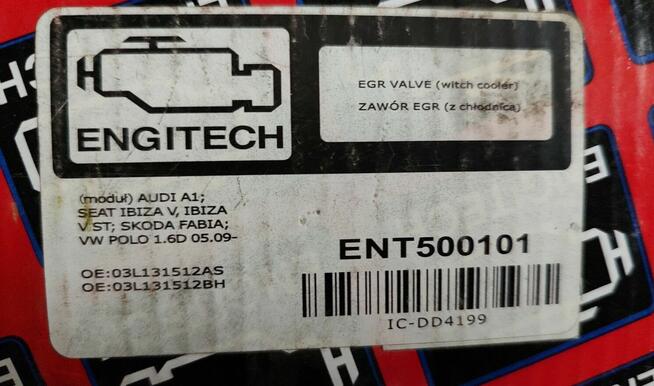 ENGITECH
EGR VALVE (witch cooler)
ZAWÓR EGR (z chłodnicą)
(moduł) AUDI A1;
SEAT IBIZA V, IBIZA
V ST; SKODA FABIA;
VW POLO 1.6D 05.09-
OE:03L131512AS
OE:03L131512BH
ENT500101
IC-DD4199